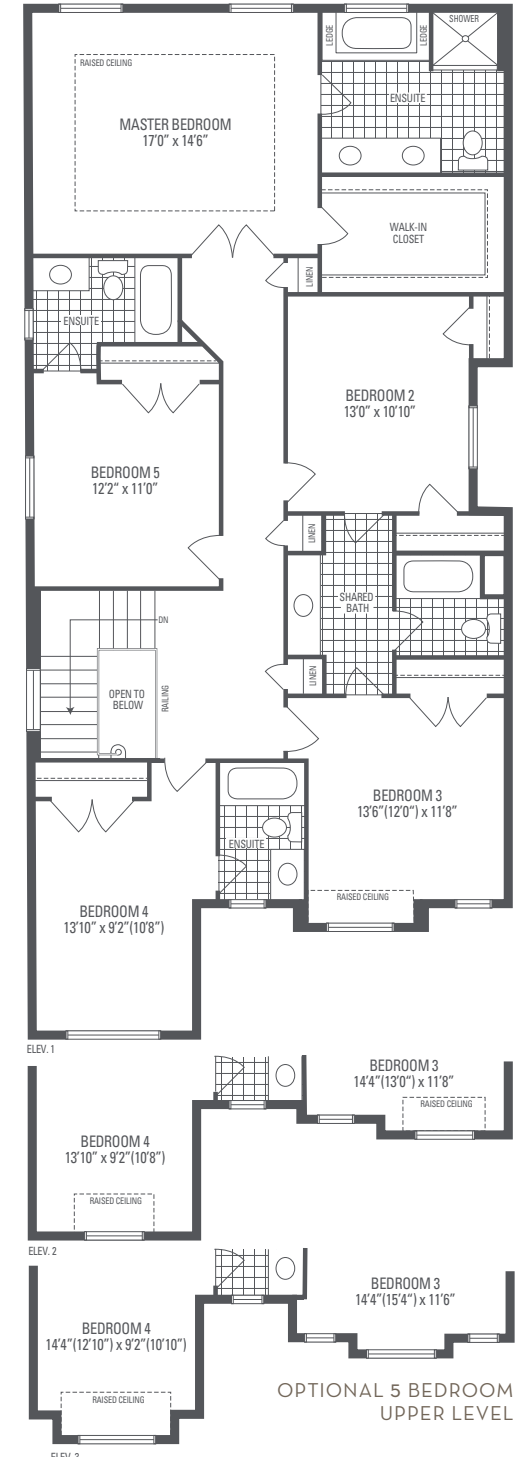 LEDGE
LEDGE
SHOWER
RAISED CEILING
ENSUITE
MASTER BEDROOM
17'0" x 14'6"
WALK-IN
CLOSET
LINEN
ENSUITE
BEDROOM 2
13'0" x 10'10"
BEDROOM 5
12'2" x 11'0"
LINEN
SHARED
BATH
DN
OPEN TO
BELOW
RAILING
LINEN
BEDROOM 3
13'6"(12'0") x 11'8"
ENSUITE
RAISED CEILING
BEDROOM 4
13'10" x 9'2"(10'8")
ELEV. 1
BEDROOM 3
14'4"(13'0") x 11'8"
RAISED CEILING
BEDROOM 4
13'10" x 9'2"(10'8")
RAISED CEILING
ELEV. 2
BEDROOM 3
14'4"(15'4") x 11'6"
BEDROOM 4
14'4"(12'10") x 9'2"(10'10")
RAISED CEILING
OPTIONAL 5 BEDROOM
UPPER LEVEL
ELEV. 3